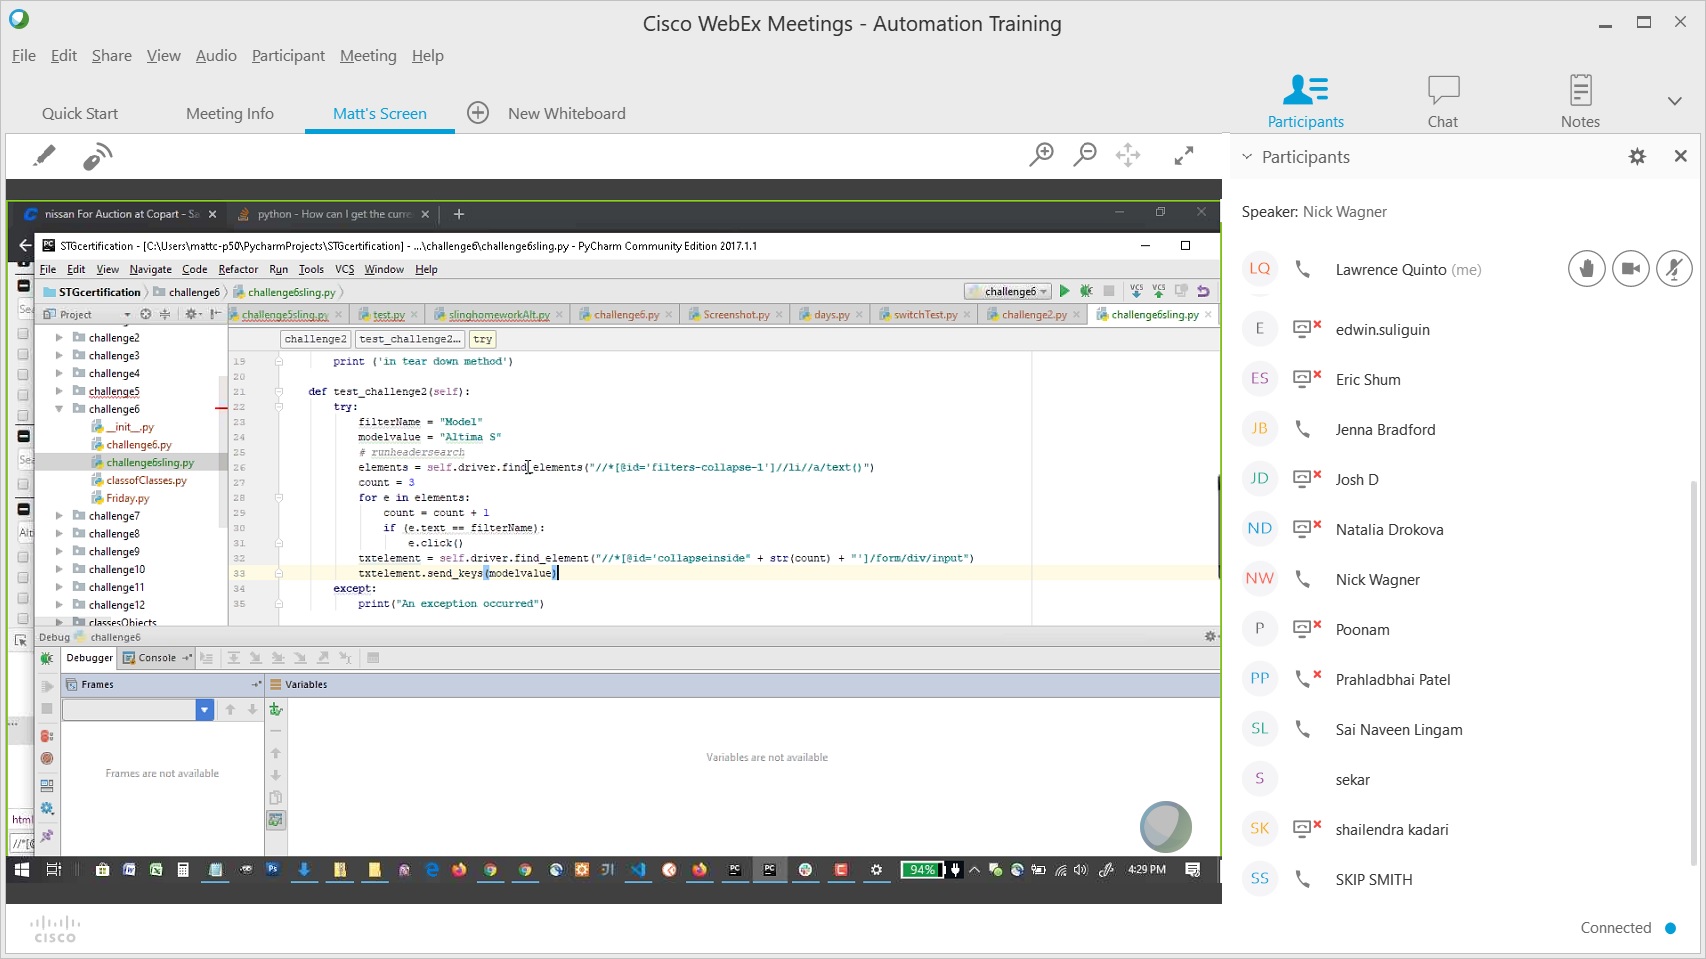 Cisco WebEx Meetings - Automation Training
File Edit Share View Audio Participant Meeting Help
Quick Start Meeting Info Matt's Screen New Whiteboard
Participants Chat Notes
nissan For Auction at Copart - Sa python - How can I get the curre
STGcertification - [C:\Users\mattc-p50\PycharmProjects\STGcertification] - ...\challenge6\challenge6sling.py - PyCharm Community Edition 2017.1.1
File Edit View Navigate Code Refactor Run Tools VCS Window Help
STGcertification challenge6 challenge6sling.py challenge6 VCS VCS
Project challenge5sling.py test.py slinghomeworkAlt.py challenge6.py Screenshot.py days.py switchTest.py challenge2.py challenge6sling.py
challenge2
challenge3
challenge4
challenge5
challenge6
__init__.py
challenge6.py
challenge6sling.py
classofClasses.py
Friday.py
challenge7
challenge8
challenge9
challenge10
challenge11
challenge12
classesObjects
challenge2 test_challenge2... try
19 print ('in tear down method')
20
21 def test_challenge2(self):
22 try:
23 filterName = "Model"
24 modelvalue = "Altima S"
25 # runheadersearch
26 elements = self.driver.find_elements("//*[@id='filters-collapse-1']//li//a/text()")
27 count = 3
28 for e in elements:
29 count = count + 1
30 if (e.text == filterName):
31 e.click()
32 txtelement = self.driver.find_element("//*[@id='collapseinside" + str(count) + "']/form/div/input")
33 txtelement.send_keys(modelvalue)
34 except:
35 print("An exception occurred")
Debug challenge6
Debugger Console
Frames Variables
Frames are not available
Variables are not available
html
//*[@
94% 4:29 PM
Participants
Speaker: Nick Wagner
LQ Lawrence Quinto (me)
E edwin.suliguin
ES Eric Shum
JB Jenna Bradford
JD Josh D
ND Natalia Drokova
NW Nick Wagner
P Poonam
PP Prahladbhai Patel
SL Sai Naveen Lingam
S sekar
SK shailendra kadari
SS SKIP SMITH
CISCO
Connected